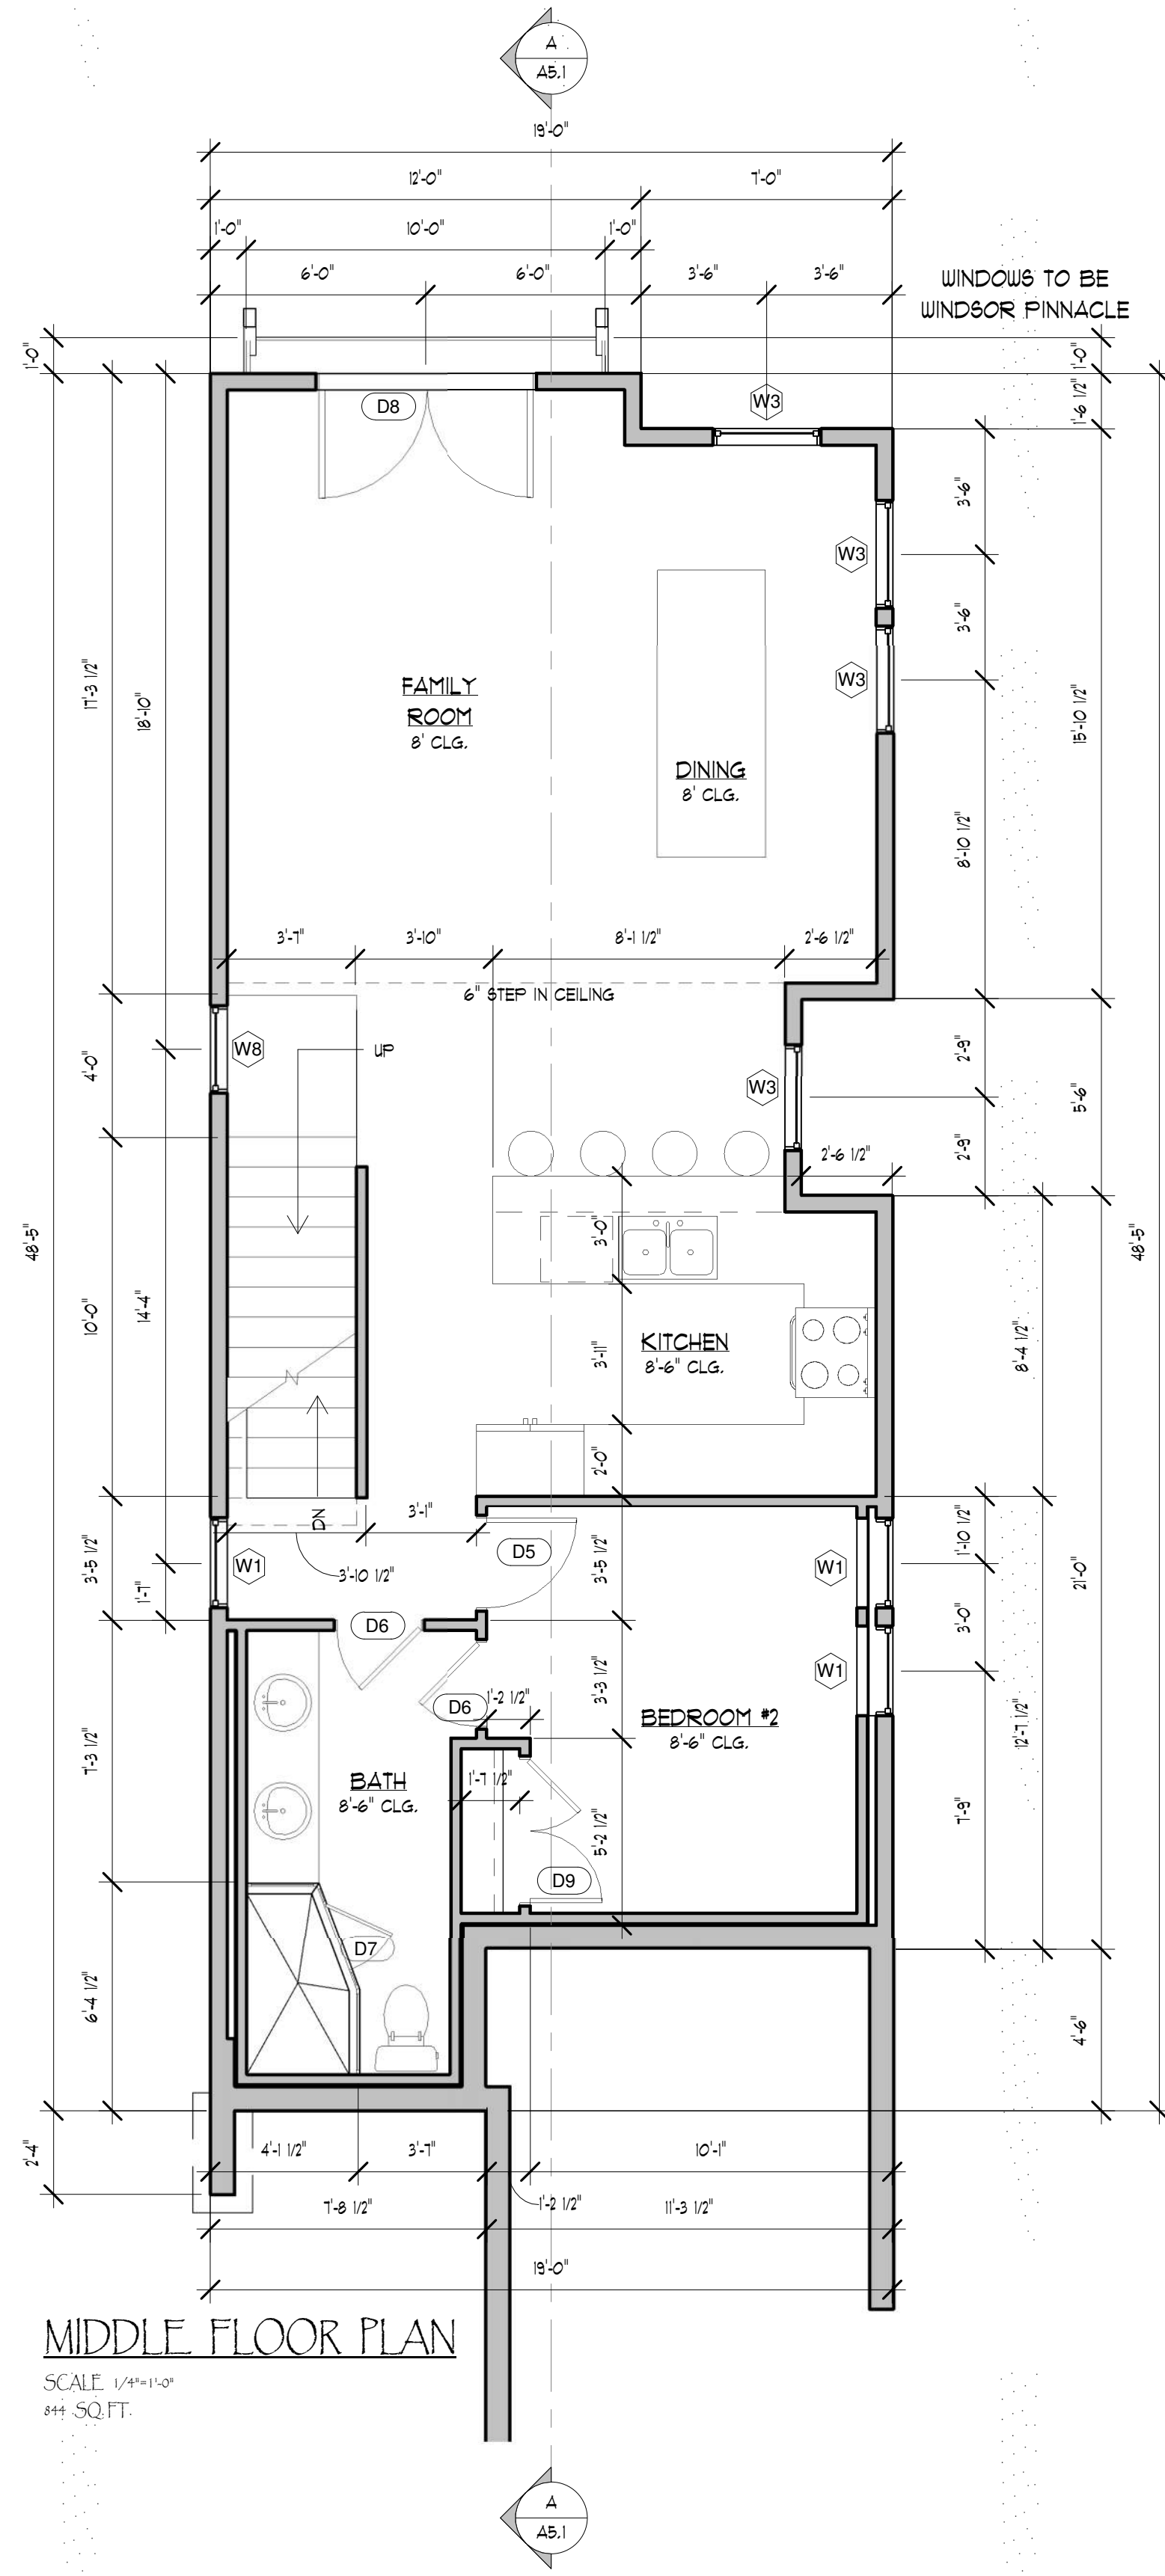 A
A5.1
19'-0"
12'-0"
7'-0"
1'-0"
10'-0"
1'-0"
6'-0"
6'-0"
3'-6"
3'-6"
WINDOWS TO BE
WINDSOR PINNACLE
1'-0"
1'-0"
1'-6 1/2"
D8
W3
3'-6"
W3
3'-6"
W3
17'-3 1/2"
18'-10"
FAMILY
ROOM
8' CLG.
DINING
8' CLG.
15'-10 1/2"
8'-10 1/2"
3'-7"
3'-10"
8'-1 1/2"
2'-6 1/2"
6" STEP IN CEILING
W8
UP
4'-0"
W3
2'-9"
5'-6"
2'-9"
2'-6 1/2"
48'-5"
48'-5"
10'-0"
14'-4"
3'-0"
KITCHEN
8'-6" CLG.
3'-11"
8'-4 1/2"
2'-0"
DN
3'-1"
3'-10 1/2"
W1
D5
W1
3'-5 1/2"
1'-7"
3'-5 1/2"
1'-10 1/2"
21'-0"
3'-0"
D6
D6
1'-2 1/2"
3'-3 1/2"
W1
BEDROOM #2
8'-6" CLG.
12'-7 1/2"
7'-3 1/2"
BATH
8'-6" CLG.
1'-7 1/2"
5'-2 1/2"
7'-9"
D9
D7
6'-4 1/2"
4'-6"
2'-4"
4'-1 1/2"
3'-7"
10'-1"
7'-8 1/2"
1'-2 1/2"
11'-3 1/2"
19'-0"
MIDDLE FLOOR PLAN
SCALE 1/4"=1'-0"
844 SQ.FT.
A
A5.1